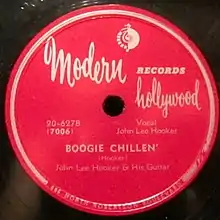 Modern
RECORDS
hollywood
20-627B
(7006)
Vocal
John Lee Hooker
BOOGIE CHILLEN'
(Hooker)
John Lee Hooker & His Guitar